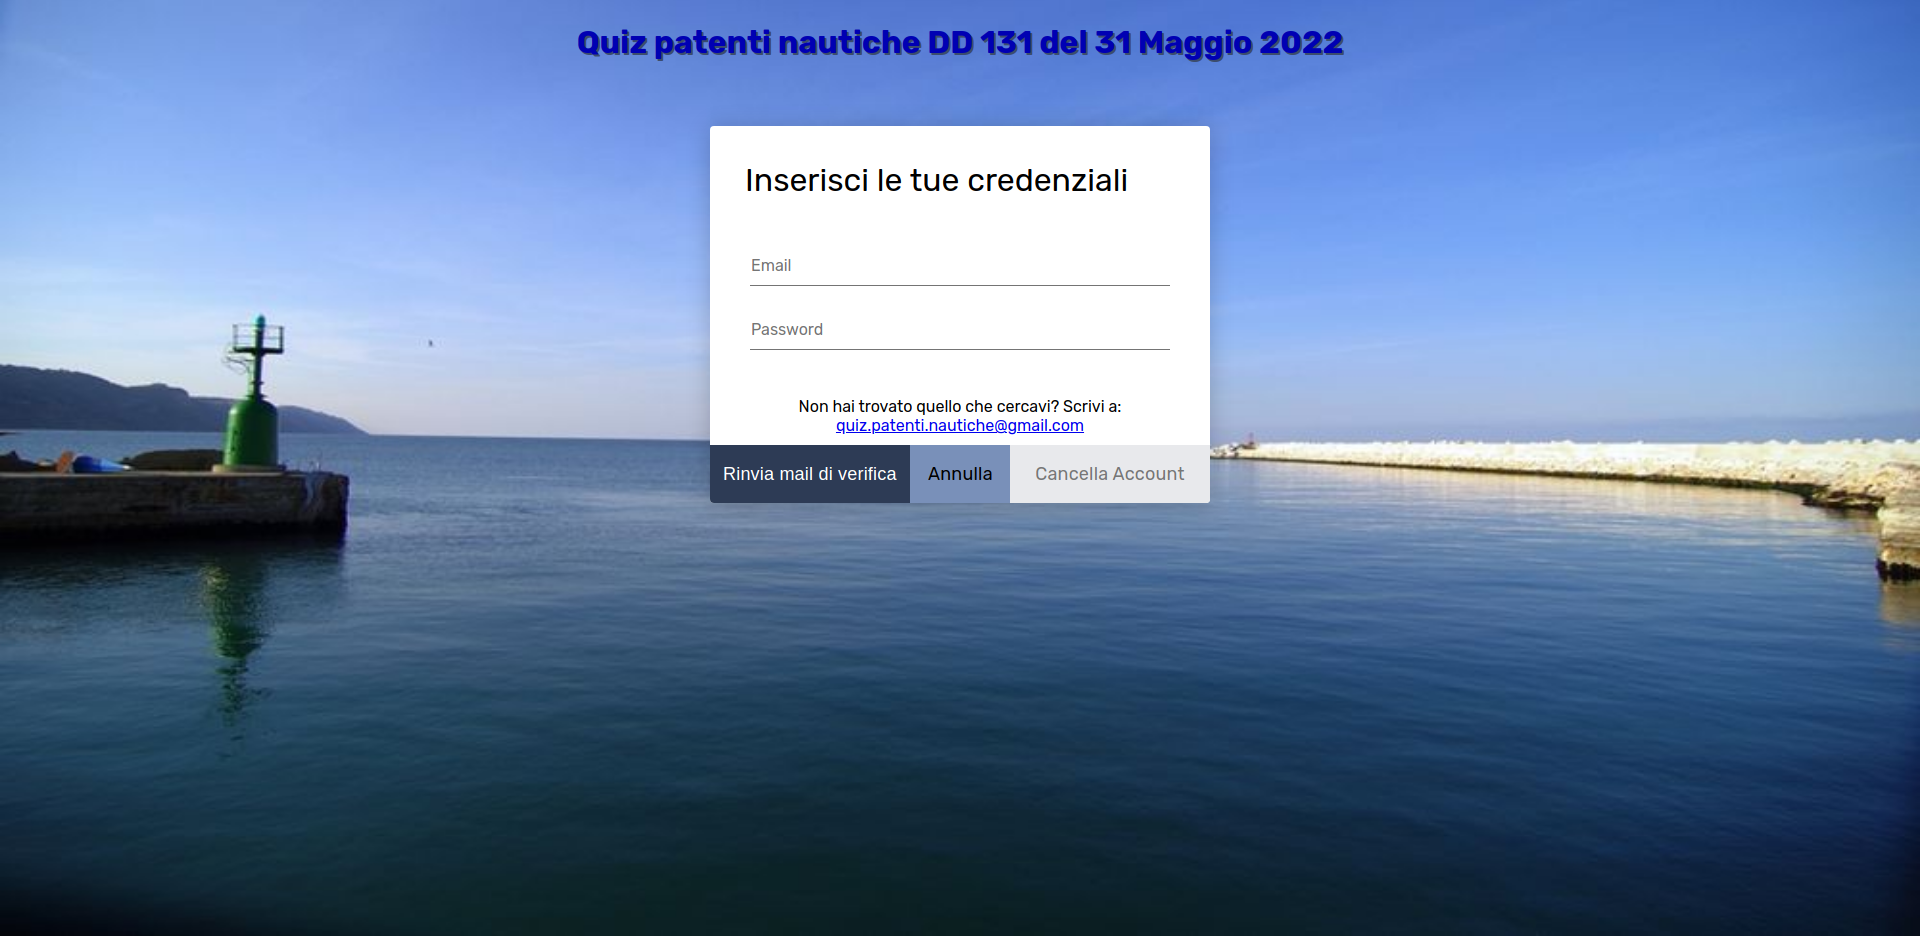 Quiz patenti nautiche DD 131 del 31 Maggio 2022
Inserisci le tue credenziali
Email
Password
Non hai trovato quello che cercavi? Scrivi a:
quiz.patenti.nautiche@gmail.com
Rinvia mail di verifica
Annulla
Cancella Account